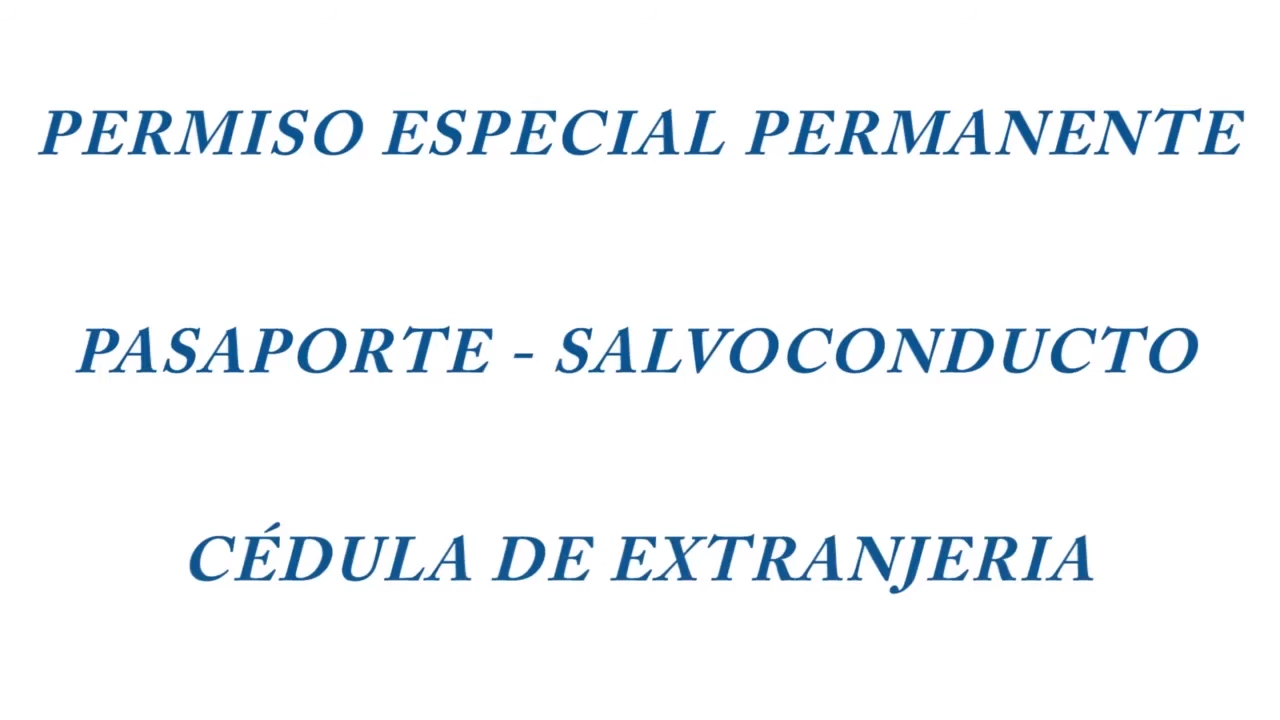 PERMISO ESPECIAL PERMANENTE
PASAPORTE - SALVOCONDUCTO
CÉDULA DE EXTRANJERIA